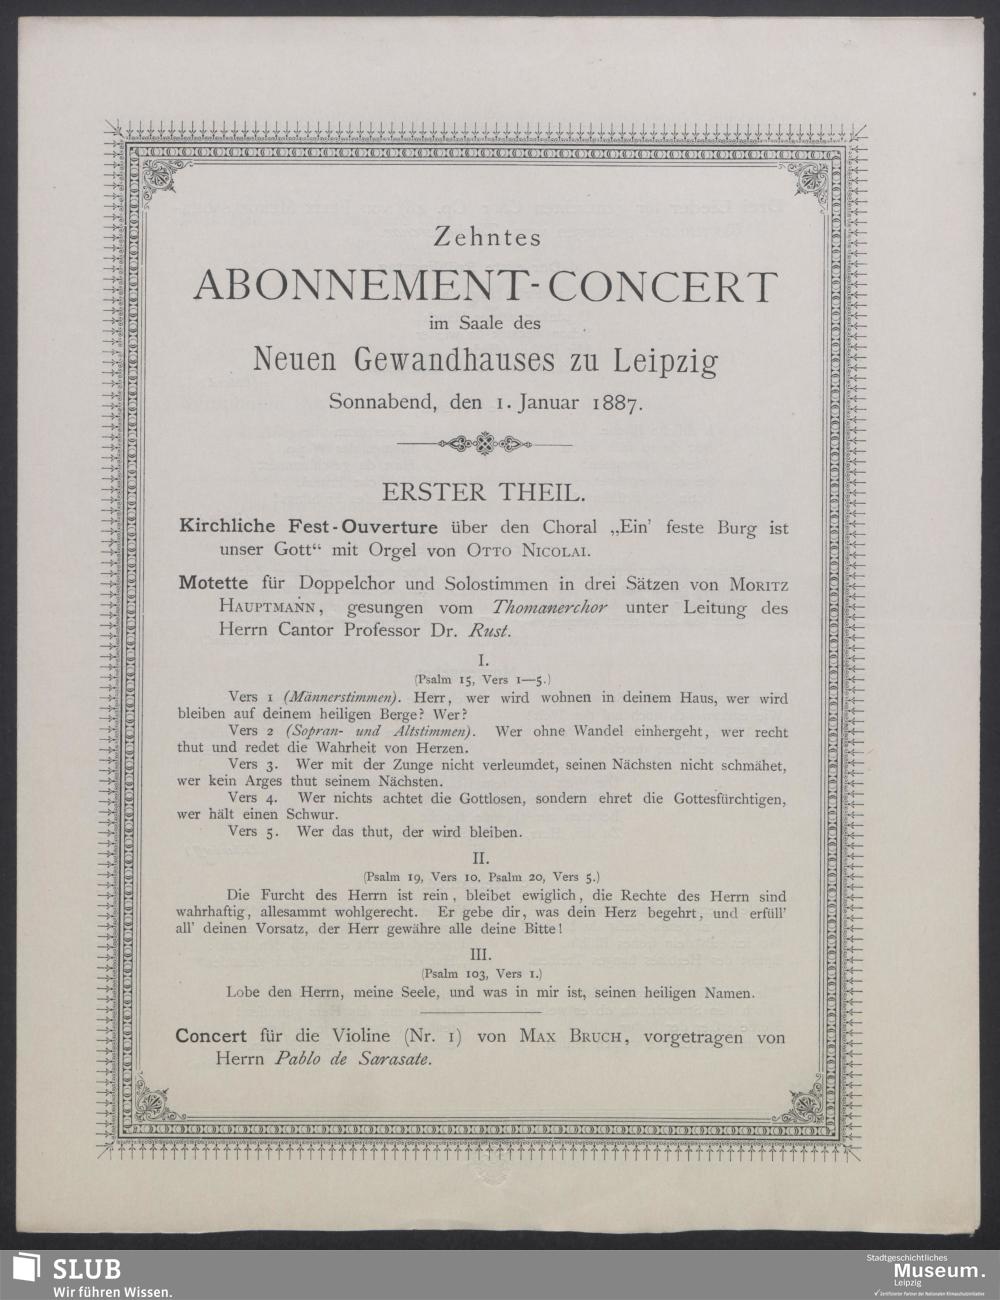 Zehntes
ABONNEMENT-CONCERT
im Saale des
Neuen Gewandhauses zu Leipzig
Sonnabend, den 1. Januar 1887.
ERSTER THEIL.
Kirchliche Fest-Ouverture über den Choral „Ein' feste Burg ist
unser Gott“ mit Orgel von OTTO NICOLAI.
Motette für Doppelchor und Solostimmen in drei Sätzen von MORITZ
HAUPTMANN, gesungen vom Thomanerchor unter Leitung des
Herrn Cantor Professor Dr. Rust.
I.
(Psalm 15, Vers 1—5.)
Vers 1 (Männerstimmen). Herr, wer wird wohnen in deinem Haus, wer wird
bleiben auf deinem heiligen Berge? Wer?
Vers 2 (Sopran- und Altstimmen). Wer ohne Wandel einhergeht, wer recht
thut und redet die Wahrheit von Herzen.
Vers 3. Wer mit der Zunge nicht verleumdet, seinen Nächsten nicht schmähet,
wer kein Arges thut seinem Nächsten.
Vers 4. Wer nichts achtet die Gottlosen, sondern ehret die Gottesfürchtigen,
wer hält einen Schwur.
Vers 5. Wer das thut, der wird bleiben.
II.
(Psalm 19, Vers 10. Psalm 20, Vers 5.)
Die Furcht des Herrn ist rein, bleibet ewiglich, die Rechte des Herrn sind
wahrhaftig, allesammt wohlgerecht. Er gebe dir, was dein Herz begehrt, und erfüll'
all' deinen Vorsatz, der Herr gewähre alle deine Bitte!
III.
(Psalm 103, Vers 1.)
Lobe den Herrn, meine Seele, und was in mir ist, seinen heiligen Namen.
Concert für die Violine (Nr. 1) von MAX BRUCH, vorgetragen von
Herrn Pablo de Sarasate.
SLUB
Wir führen Wissen.
Stadtgeschichtliches
Museum.
Leipzig
Zertifizierter Partner der Nationalen Klimaschutzinitiative